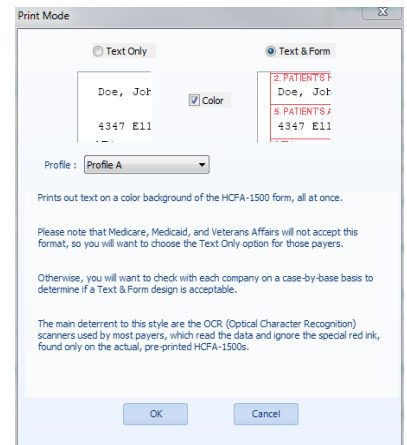 Print Mode
Text Only
Text & Form
Doe, Joh
4347 Ell
Color
2. PATIENT'S
Doe, Joh
5. PATIENT'S
4347 Ell
Profile :
Profile A
Prints out text on a color background of the HCFA-1500 form, all at once.
Please note that Medicare, Medicaid, and Veterans Affairs will not accept this
format, so you will want to choose the Text Only option for those payers.
Otherwise, you will want to check with each company on a case-by-base basis to
determine if a Text & Form design is acceptable.
The main deterrent to this style are the OCR (Optical Character Recognition)
scanners used by most payers, which read the data and ignore the special red ink,
found only on the actual, pre-printed HCFA-1500s.
OK
Cancel